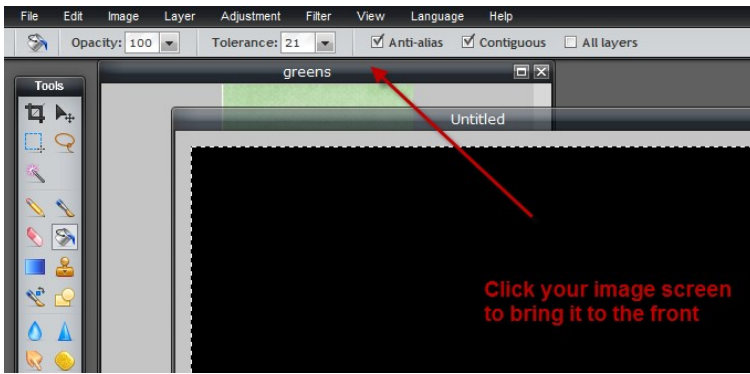 File Edit Image Layer Adjustment Filter View Language Help
Opacity: 100 Tolerance: 21 Anti-alias Contiguous All layers
greens
Tools
Untitled
Click your image screen
to bring it to the front